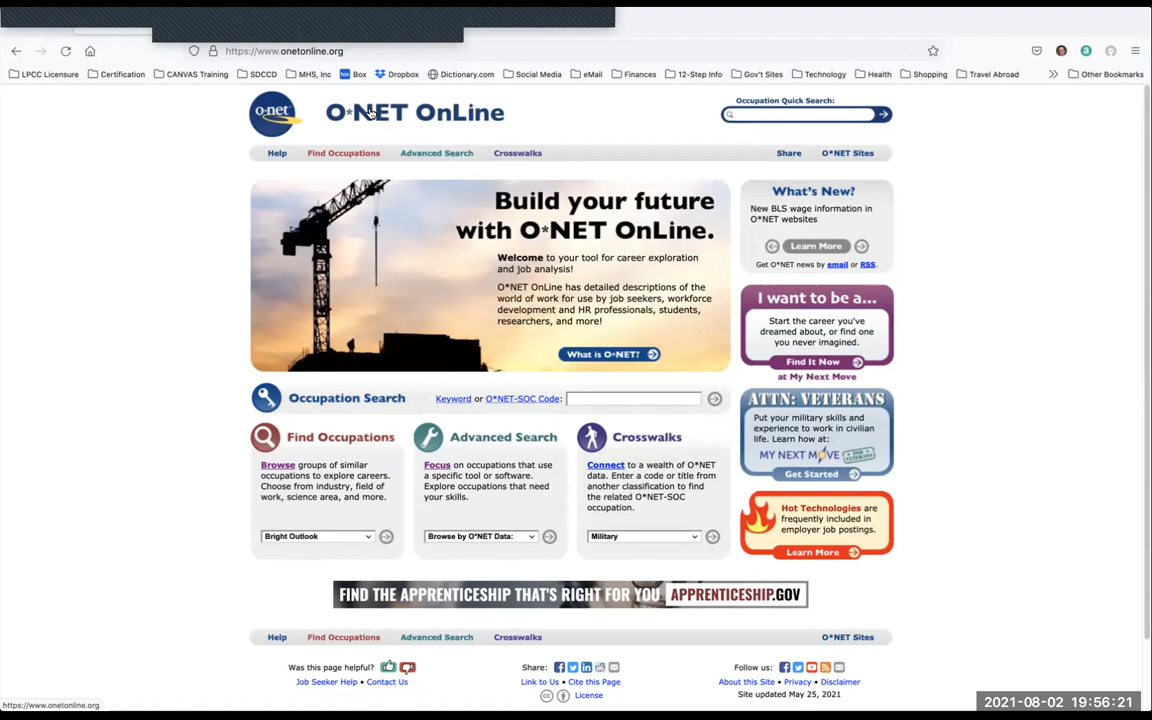 https://www.onetonline.org
LPCC Licensure
Certification
CANVAS Training
SDCCD
MHS, Inc
box
Box
Dropbox
Dictionary.com
Social Media
eMail
Finances
12-Step Info
Gov't Sites
Technology
Health
Shopping
Travel Abroad
Other Bookmarks
o·net
O*NET OnLine
Occupation Quick Search:
Help
Find Occupations
Advanced Search
Crosswalks
Share
O*NET Sites
Build your future
with O*NET OnLine.
Welcome to your tool for career exploration
and job analysis!
O*NET OnLine has detailed descriptions of the
world of work for use by job seekers, workforce
development and HR professionals, students,
researchers, and more!
What is O*NET?
What's New?
New BLS wage information in
O*NET websites
Learn More
Get O*NET news by email or RSS.
I want to be a...
Start the career you've
dreamed about, or find one
you never imagined.
Find It Now
at My Next Move
Occupation Search
Keyword or O*NET-SOC Code:
Find Occupations
Browse groups of similar
occupations to explore careers.
Choose from industry, field of
work, science area, and more.
Bright Outlook
Advanced Search
Focus on occupations that use
a specific tool or software.
Explore occupations that need
your skills.
Browse by O*NET Data:
Crosswalks
Connect to a wealth of O*NET
data. Enter a code or title from
another classification to find
the related O*NET-SOC
occupation.
Military
ATTN: VETERANS
Put your military skills and
experience to work in civilian
life. Learn how at:
MY NEXT MOVE
FOR VETERANS
Get Started
Hot Technologies are
frequently included in
employer job postings.
Learn More
FIND THE APPRENTICESHIP THAT'S RIGHT FOR YOU APPRENTICESHIP.GOV
Help
Find Occupations
Advanced Search
Crosswalks
O*NET Sites
Was this page helpful?
Job Seeker Help • Contact Us
Share:
Link to Us • Cite this Page
cc
License
Follow us:
About this Site • Privacy • Disclaimer
Site updated May 25, 2021
https://www.onetonline.org
2021-08-02 19:56:21